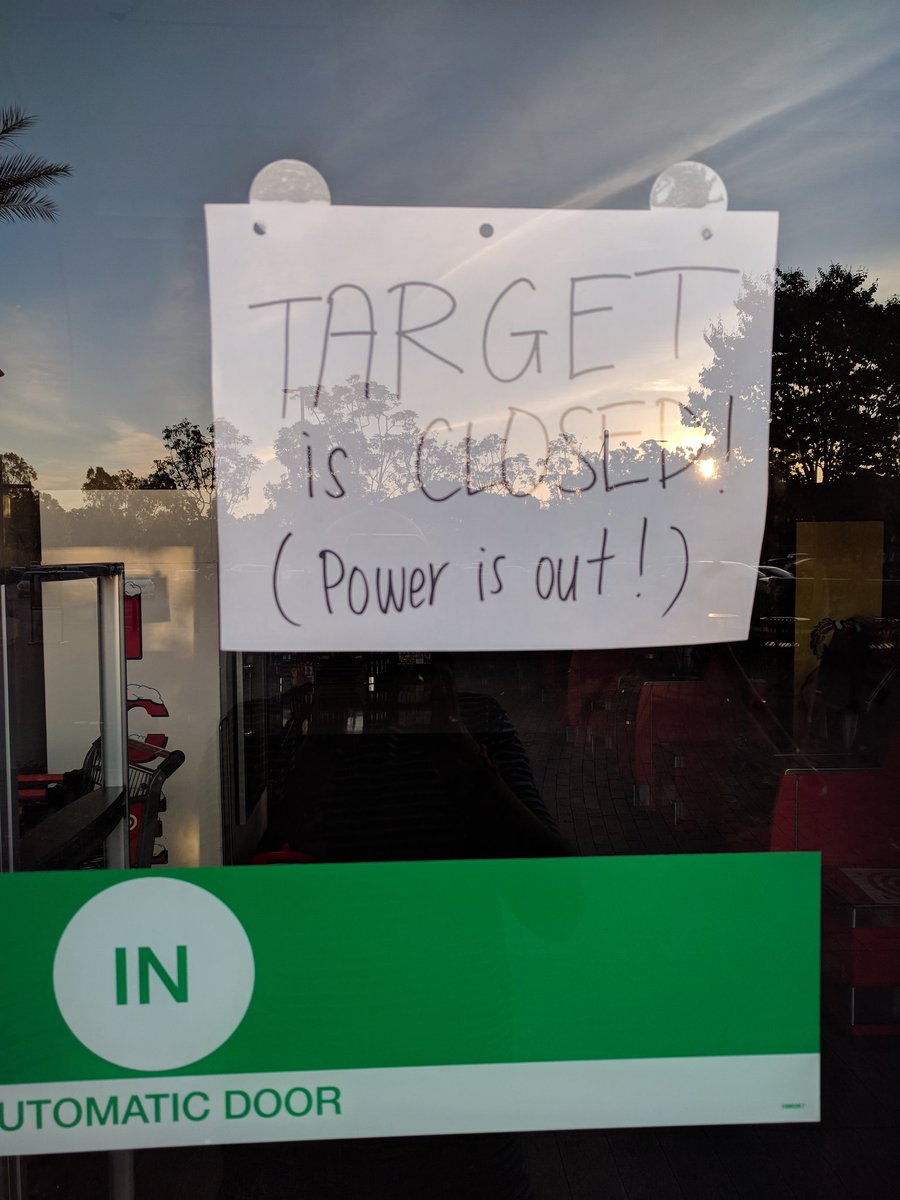 TARGET
is CLOSED!
(Power is out!)
IN
UTOMATIC DOOR